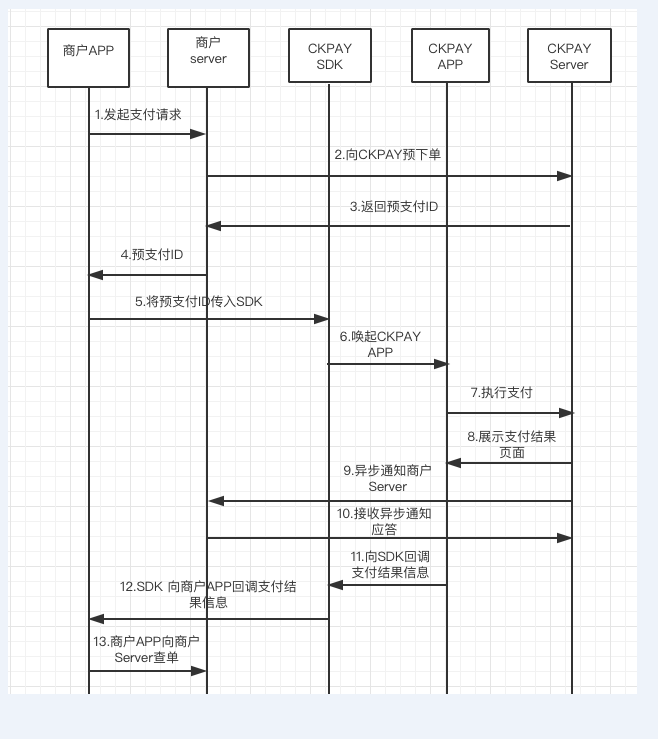 商户APP
商户
server
CKPAY
SDK
CKPAY
APP
CKPAY
Server
1.发起支付请求
2.向CKPAY预下单
3.返回预支付ID
4.预支付ID
5.将预支付ID传入SDK
6.唤起CKPAY
APP
7.执行支付
8.展示支付结果
页面
9.异步通知商户
Server
10.接收异步通知
应答
11.向SDK回调
支付结果信息
12.SDK 向商户APP回调支付结
果信息
13.商户APP向商户
Server查单